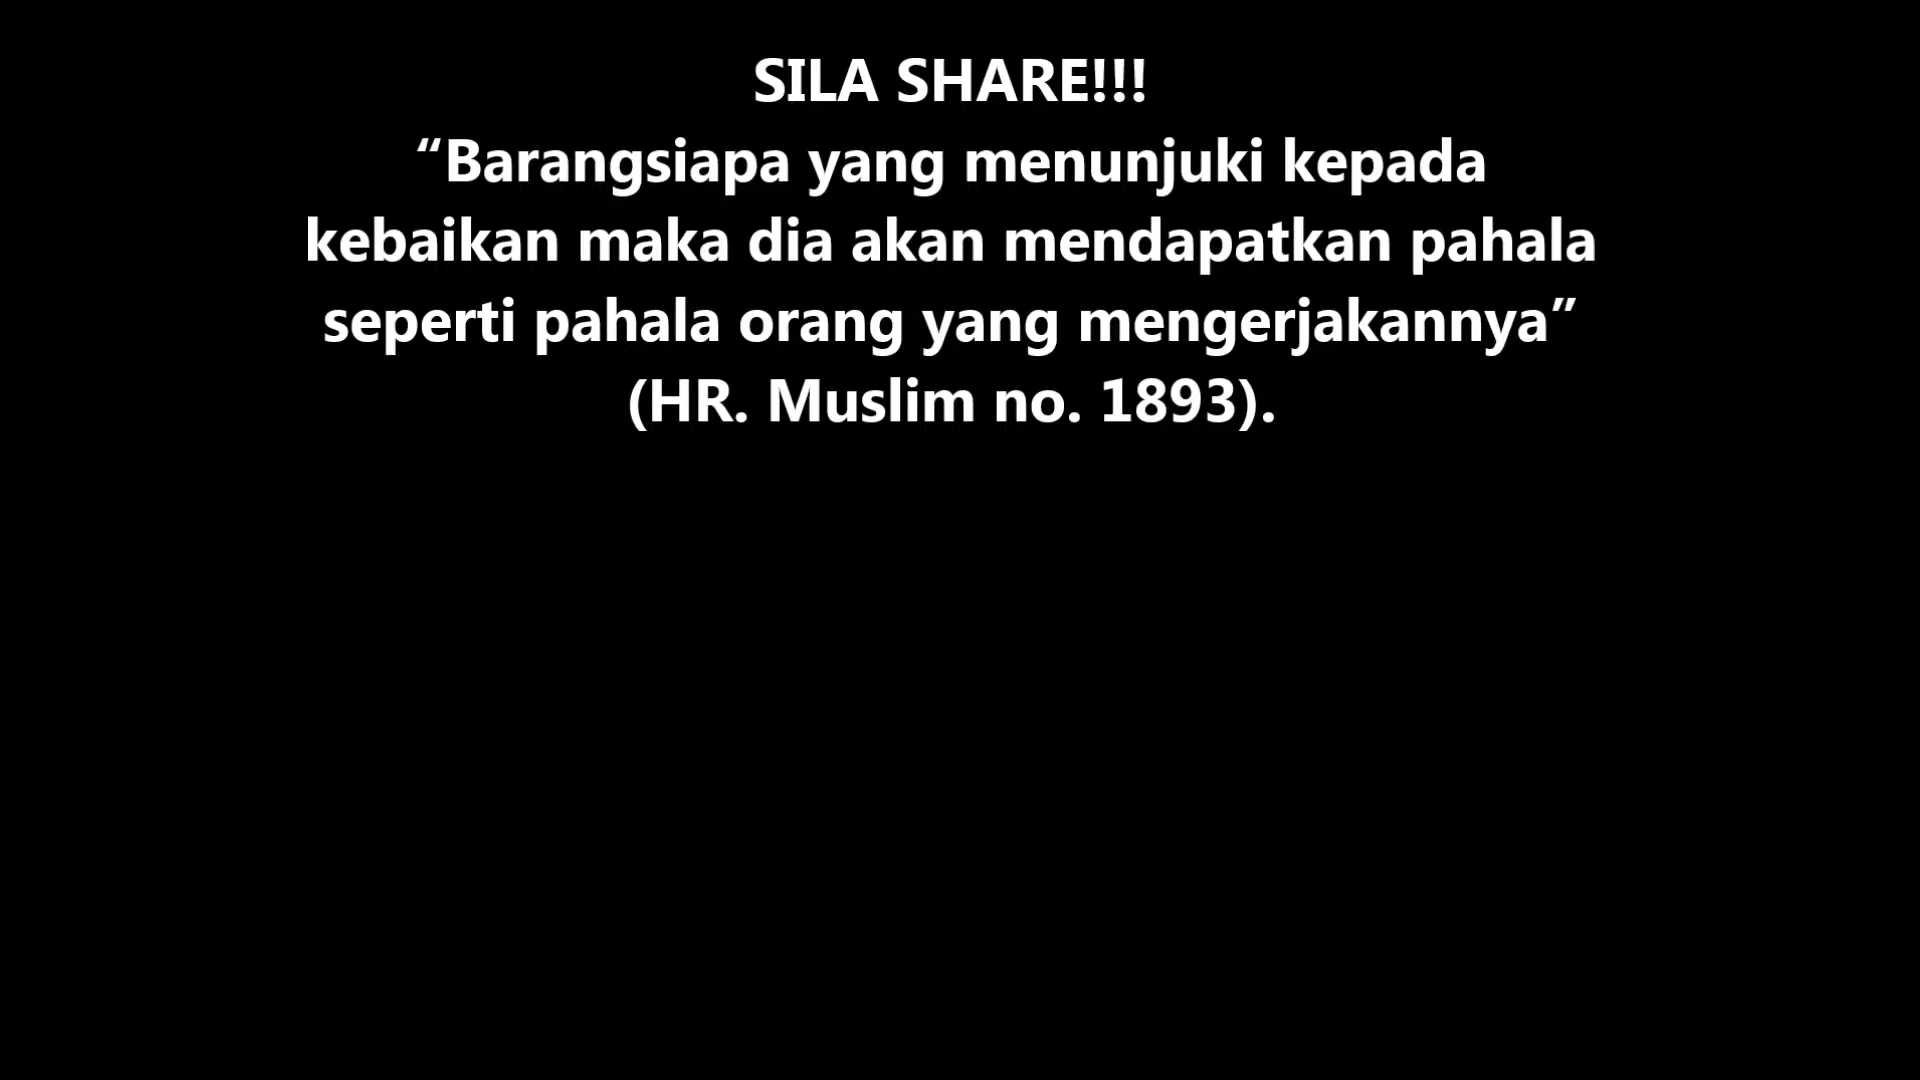 SILA SHARE!!!
“Barangsiapa yang menunjuki kepada
kebaikan maka dia akan mendapatkan pahala
seperti pahala orang yang mengerjakannya”
(HR. Muslim no. 1893).